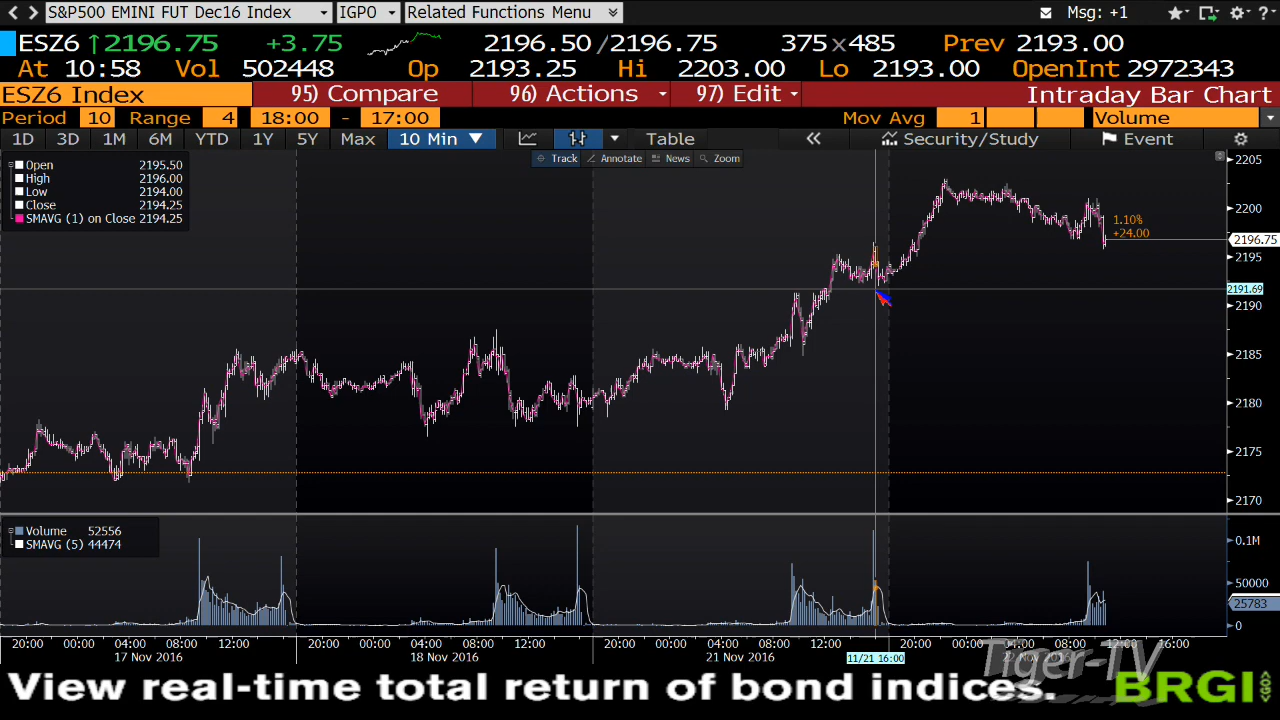 S&P500 EMINI FUT Dec16 Index IGPO Related Functions Menu Msg: +1 ?
ESZ6 ↑2196.75 +3.75 2196.50/2196.75 375x485 Prev 2193.00
At 10:58 Vol 502448 Op 2193.25 Hi 2203.00 Lo 2193.00 OpenInt 2972343
ESZ6 Index 95) Compare 96) Actions 97) Edit Intraday Bar Chart
Period 10 Range 4 18:00 - 17:00 Mov Avg 1 Volume
1D 3D 1M 6M YTD 1Y 5Y Max 10 Min ▼ Table « Security/Study Event
Track Annotate News Zoom
Open 2195.50
High 2196.00
Low 2194.00
Close 2194.25
SMAVG (1) on Close 2194.25
2205
2200
1.10%
+24.00
2196.75
2195
2191.69
2190
2185
2180
2175
2170
Volume 52556
SMAVG (5) 44474
0.1M
50000
25783
0
20:00 00:00 04:00 08:00 12:00 20:00 00:00 04:00 08:00 12:00 20:00 00:00 04:00 08:00 12:00 20:00 00:00 04:00 08:00 12:00 16:00
17 Nov 2016 18 Nov 2016 21 Nov 2016 11/21 16:00
Tiger-TV
View real-time total return of bond indices. BRGI<GO>